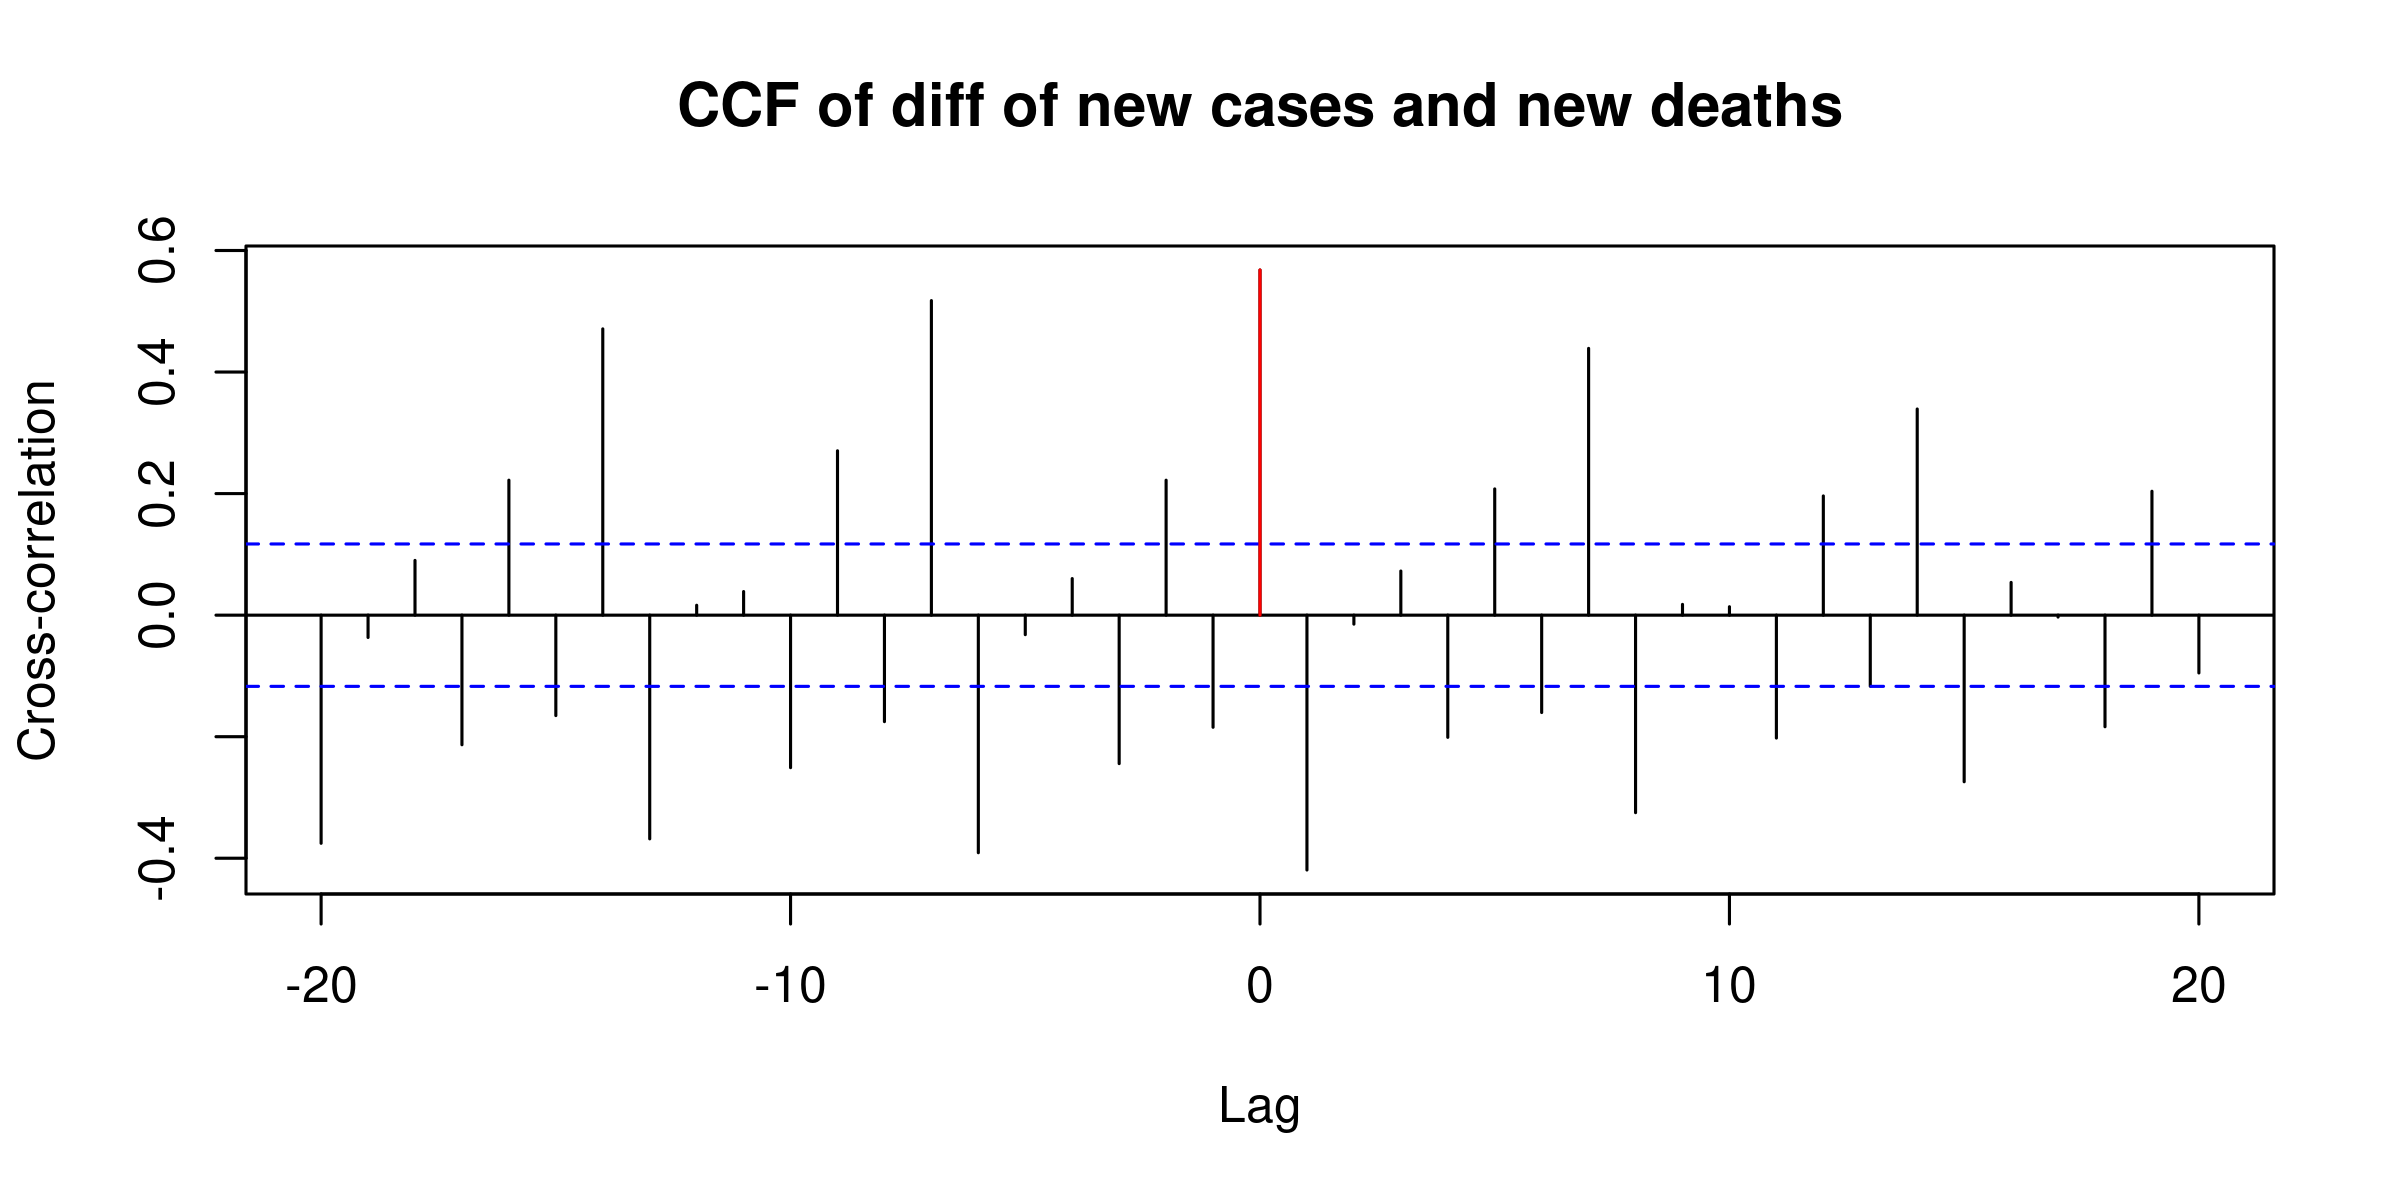 CCF of diff of new cases and new deaths
Cross-correlation
0.6
0.4
0.2
0.0
-0.4
-20 -10 0 10 20
Lag